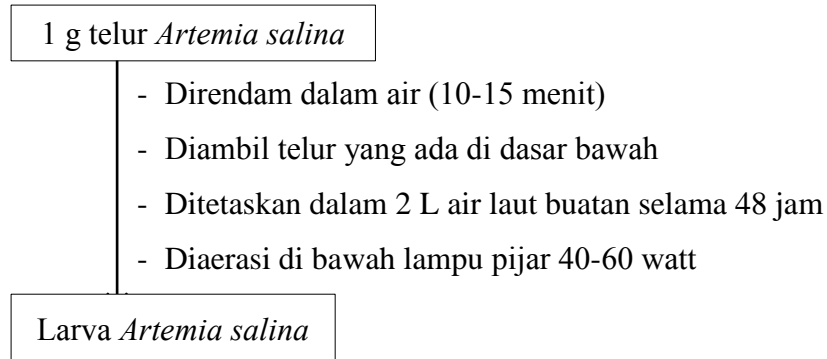 1 g telur Artemia salina
- Direndam dalam air (10-15 menit)
- Diambil telur yang ada di dasar bawah
- Ditetaskan dalam 2 L air laut buatan selama 48 jam
- Diaerasi di bawah lampu pijar 40-60 watt
Larva Artemia salina